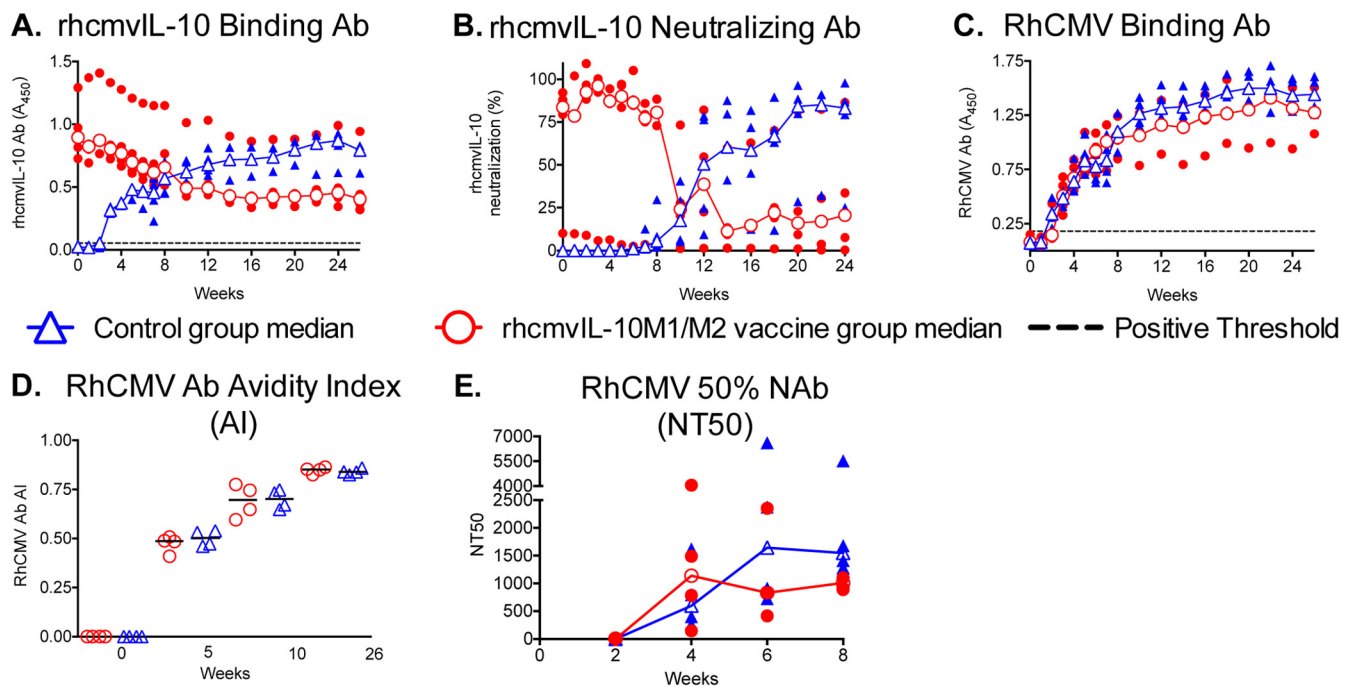 A. rhcmvIL-10 Binding Ab
rhcmvIL-10 Ab (A450)
1.5
1.0
0.5
0.0
0 4 8 12 16 20 24
Weeks
B. rhcmvIL-10 Neutralizing Ab
rhcmvIL-10
neutralization (%)
100
75
50
25
0
0 4 8 12 16 20 24
Weeks
C. RhCMV Binding Ab
RhCMV Ab (A450)
1.75
1.25
0.75
0.25
0 4 8 12 16 20 24
Weeks
Control group median
rhcmvIL-10M1/M2 vaccine group median
Positive Threshold
D. RhCMV Ab Avidity Index
(AI)
RhCMV Ab AI
1.00
0.75
0.50
0.25
0.00
0 5 10 26
Weeks
E. RhCMV 50% NAb
(NT50)
NT50
7000
5500
4000
2500
2000
1500
1000
500
0
0 2 4 6 8
Weeks